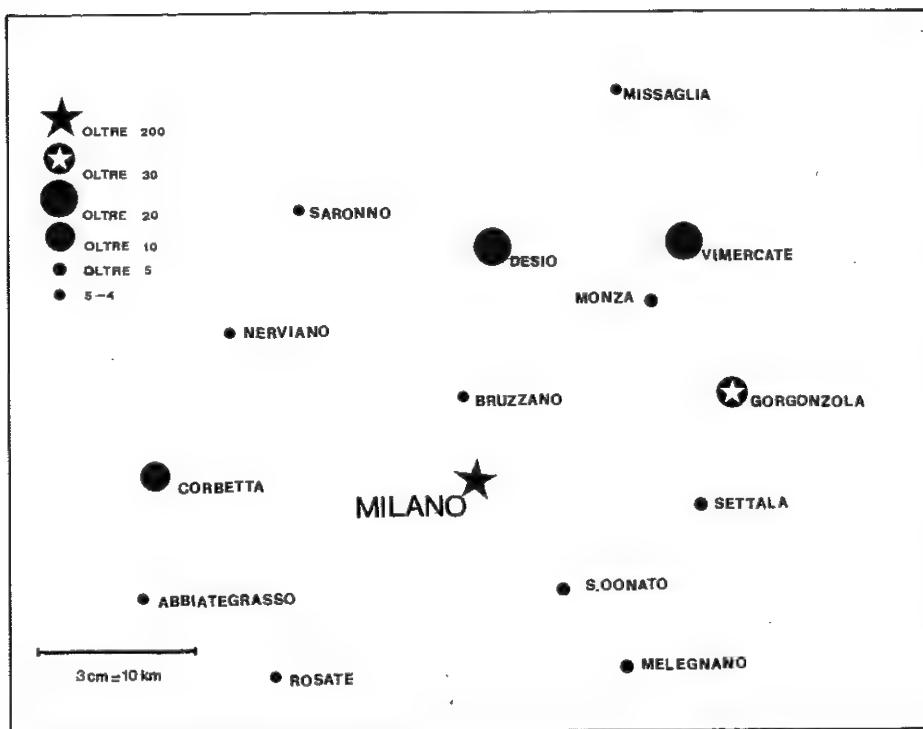 MISSAGLIA
OLTRE 200
OLTRE 30
OLTRE 20
OLTRE 10
OLTRE 5
5-4
SARONNO
DESIO
VIMERCATE
MONZA
NERVIANO
BRUZZANO
GORGONZOLA
CORBETTA
MILANO
SETTALA
ABBIATEGRASSO
S.DONATO
3cm=10km
ROSATE
MELEGNANO